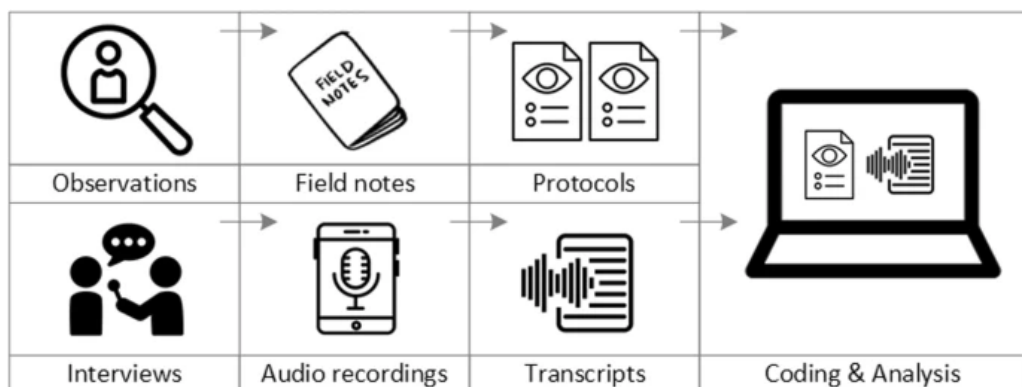 FIELD
NOTES
Observations
Field notes
Protocols
Interviews
Audio recordings
Transcripts
Coding & Analysis